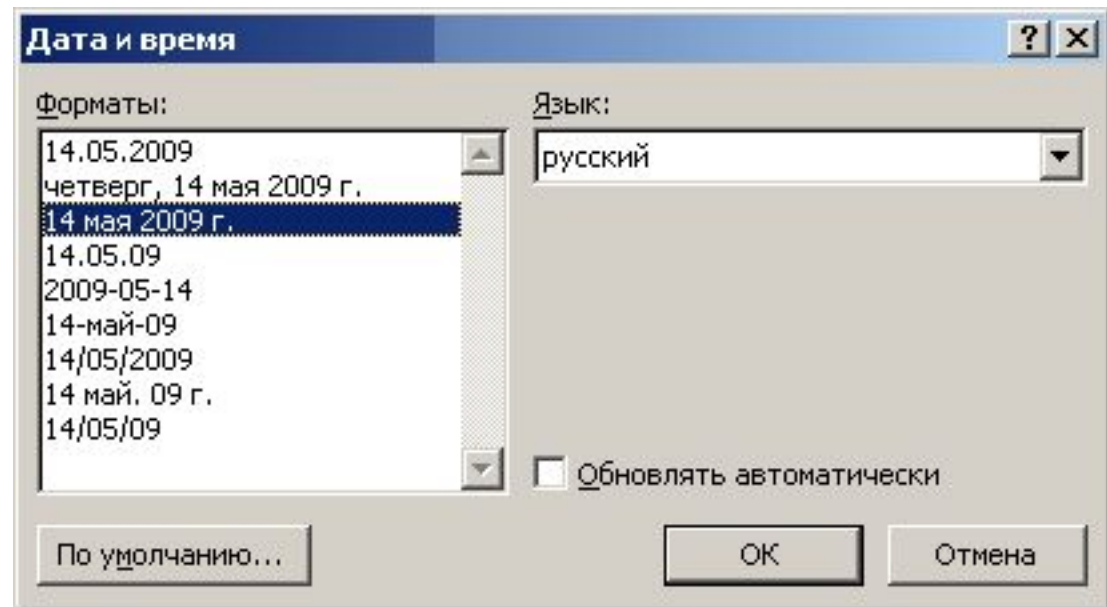 Дата и время
Форматы:
Язык:
14.05.2009
четверг, 14 мая 2009 г.
14 мая 2009 г.
14.05.09
2009-05-14
14-май-09
14/05/2009
14 май. 09 г.
14/05/09
русский
Обновлять автоматически
По умолчанию...
ОК
Отмена